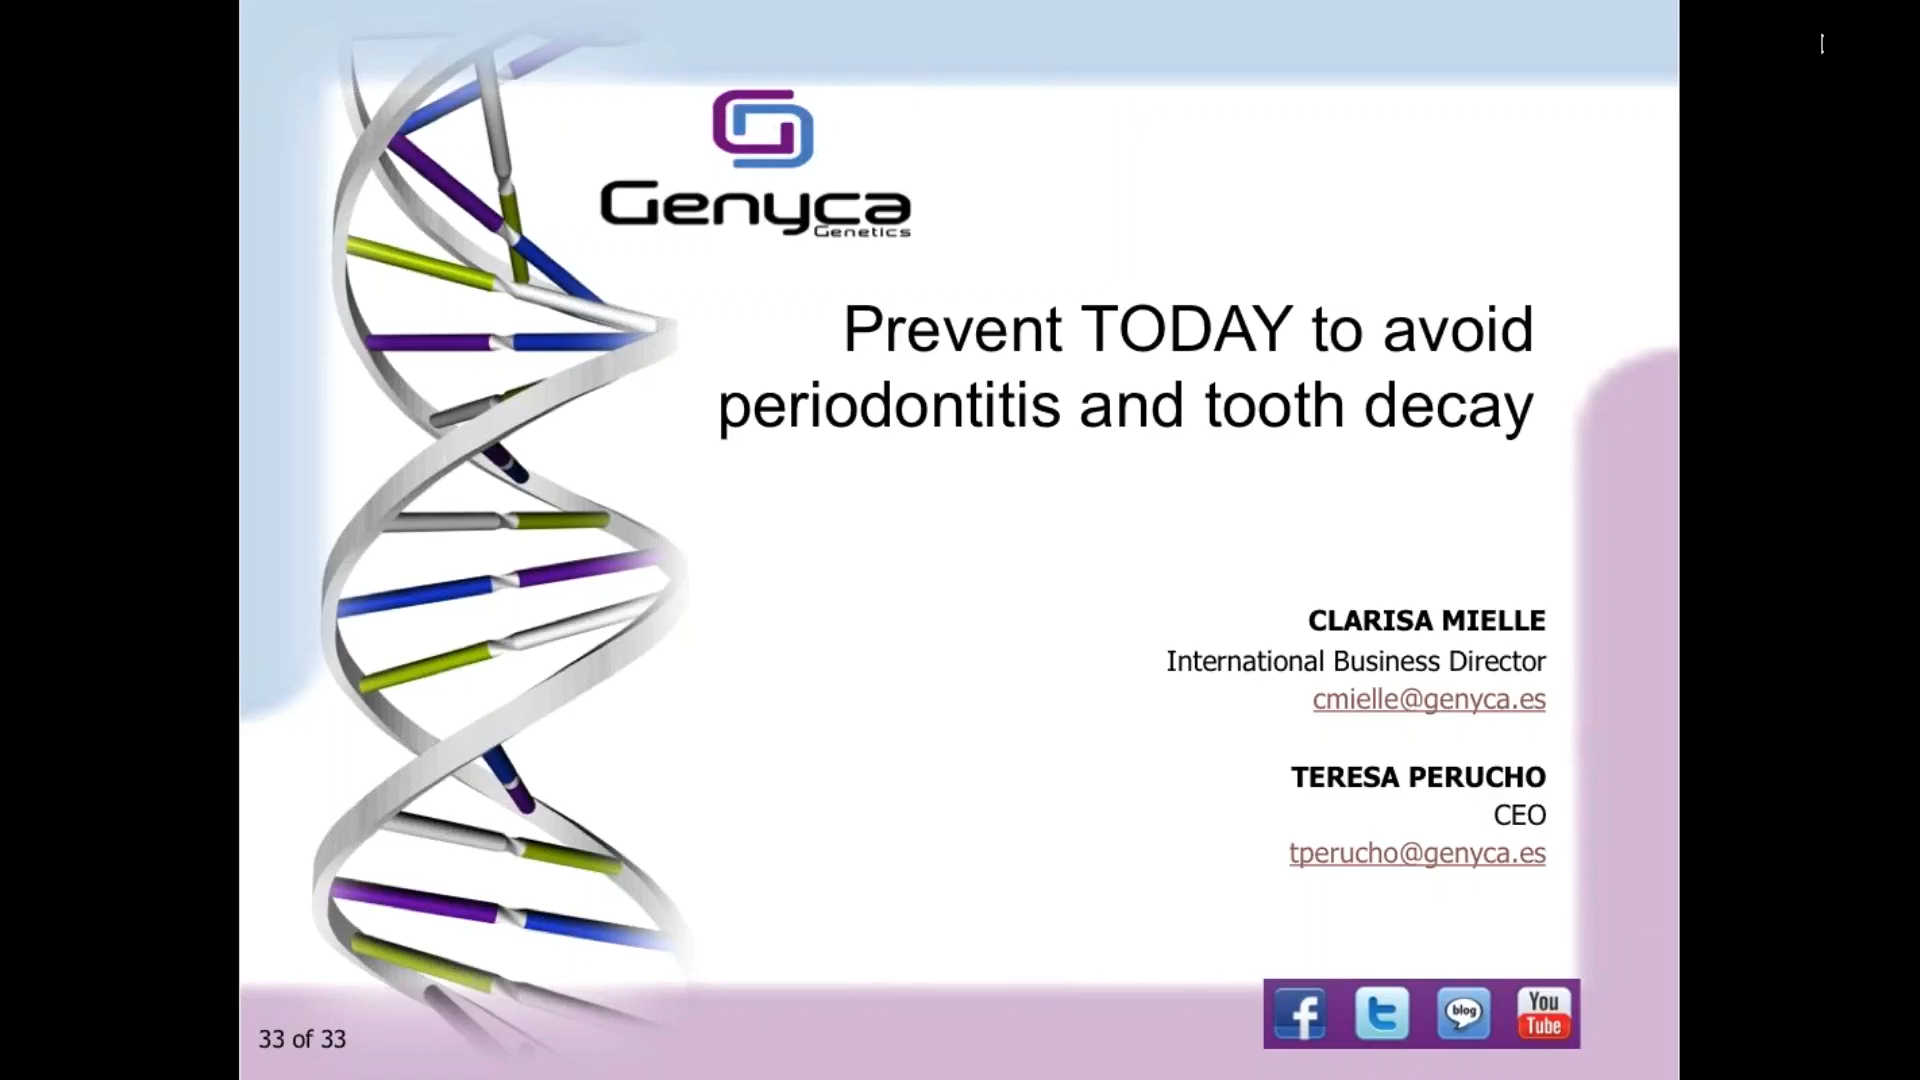 Genyca
Genetics
Prevent TODAY to avoid
periodontitis and tooth decay
CLARISA MIELLE
International Business Director
cmielle@genyca.es
TERESA PERUCHO
CEO
tperucho@genyca.es
33 of 33
f
t
blog
You
Tube